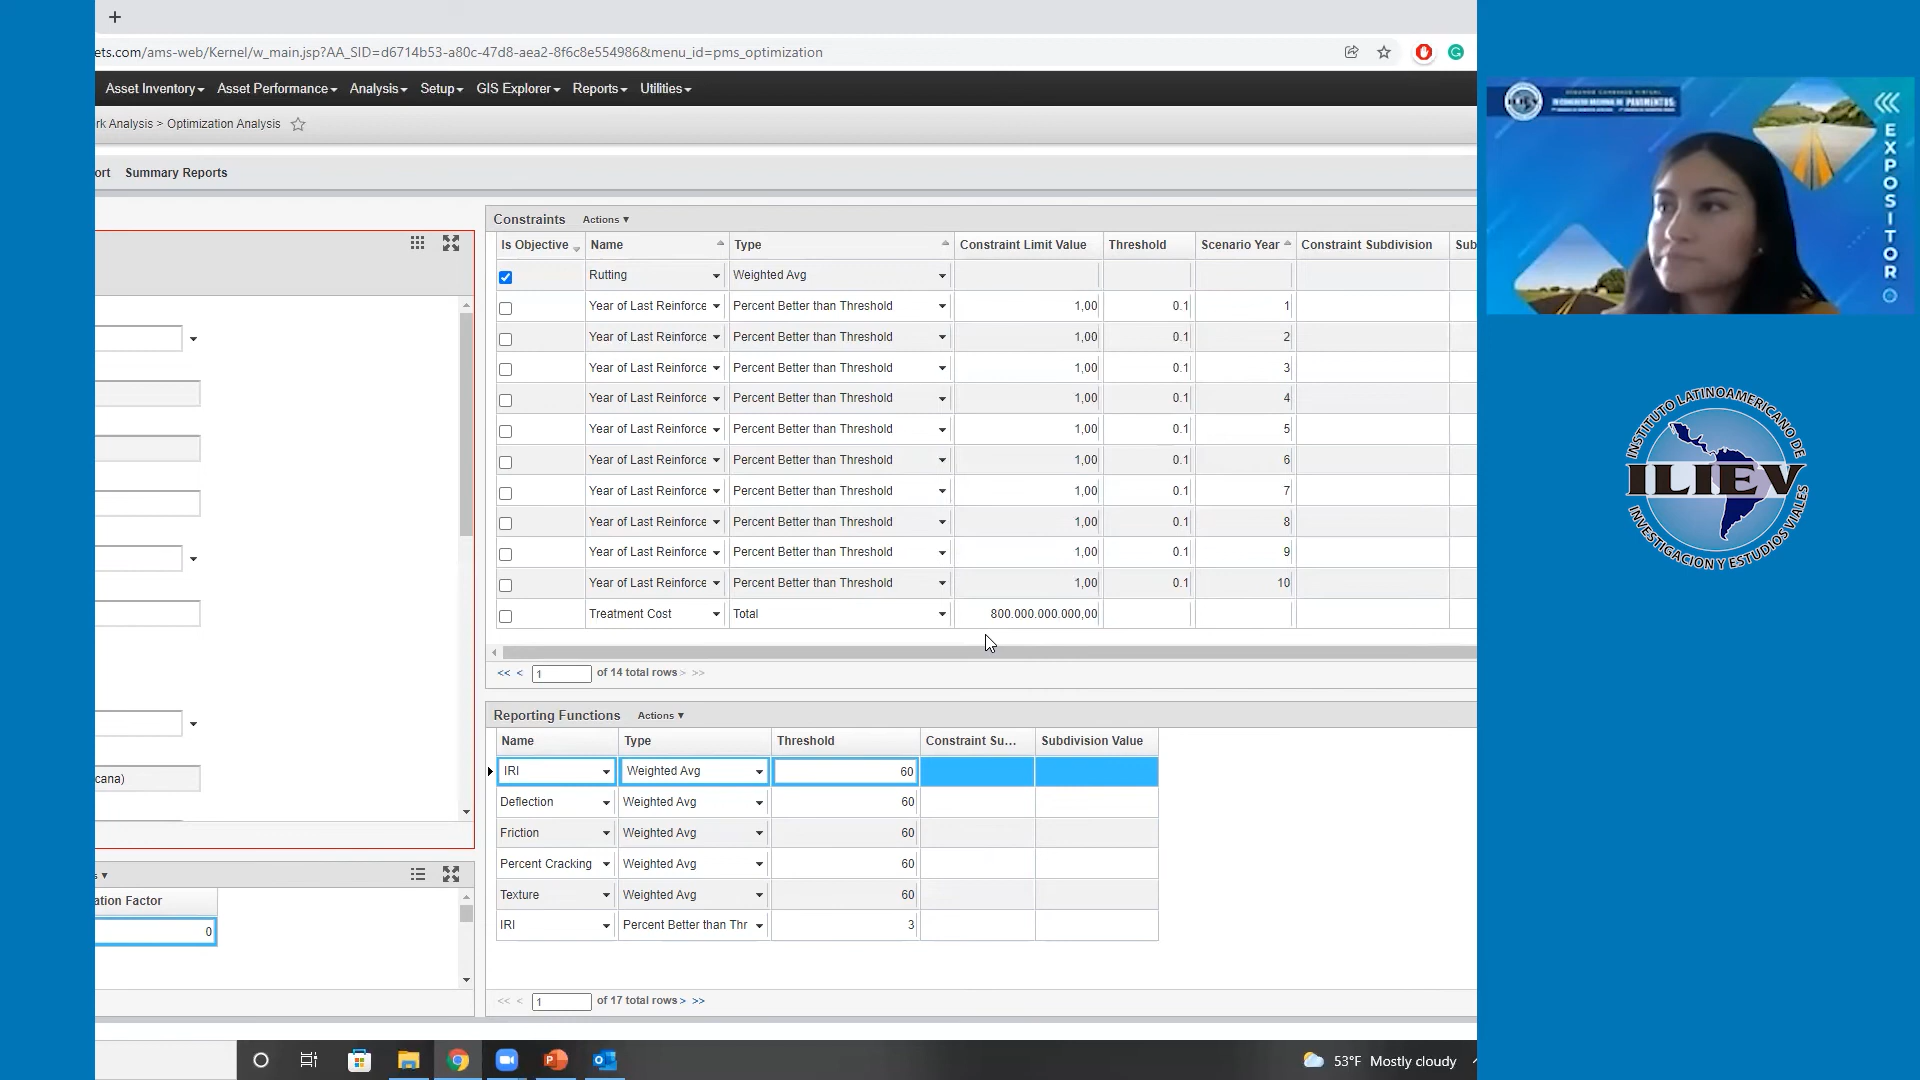 ets.com/ams-web/Kernel/w_main.jsp?AA_SID=d6714b53-a80c-47d8-aea2-8f6c8e554986&menu_id=pms_optimization
Asset Inventory Asset Performance Analysis Setup GIS Explorer Reports Utilities
rk Analysis > Optimization Analysis
ort Summary Reports
Constraints Actions
Is Objective Name Type Constraint Limit Value Threshold Scenario Year Constraint Subdivision Sub
Rutting Weighted Avg
Year of Last Reinforce Percent Better than Threshold 1,00 0.1 1
Year of Last Reinforce Percent Better than Threshold 1,00 0.1 2
Year of Last Reinforce Percent Better than Threshold 1,00 0.1 3
Year of Last Reinforce Percent Better than Threshold 1,00 0.1 4
Year of Last Reinforce Percent Better than Threshold 1,00 0.1 5
Year of Last Reinforce Percent Better than Threshold 1,00 0.1 6
Year of Last Reinforce Percent Better than Threshold 1,00 0.1 7
Year of Last Reinforce Percent Better than Threshold 1,00 0.1 8
Year of Last Reinforce Percent Better than Threshold 1,00 0.1 9
Year of Last Reinforce Percent Better than Threshold 1,00 0.1 10
Treatment Cost Total 800.000.000.000,00
<< < 1 of 14 total rows > >>
Reporting Functions Actions
Name Type Threshold Constraint Su... Subdivision Value
IRI Weighted Avg 60
Deflection Weighted Avg 60
Friction Weighted Avg 60
Percent Cracking Weighted Avg 60
Texture Weighted Avg 60
IRI Percent Better than Thr 3
<< < 1 of 17 total rows > >>
cana)
s
ation Factor
0
53°F Mostly cloudy
IV CONGRESO NACIONAL DE PAVIMENTOS
EXPOSITOR
INSTITUTO LATINOAMERICANO DE
ILIEV
INVESTIGACION Y ESTUDIOS VIALES